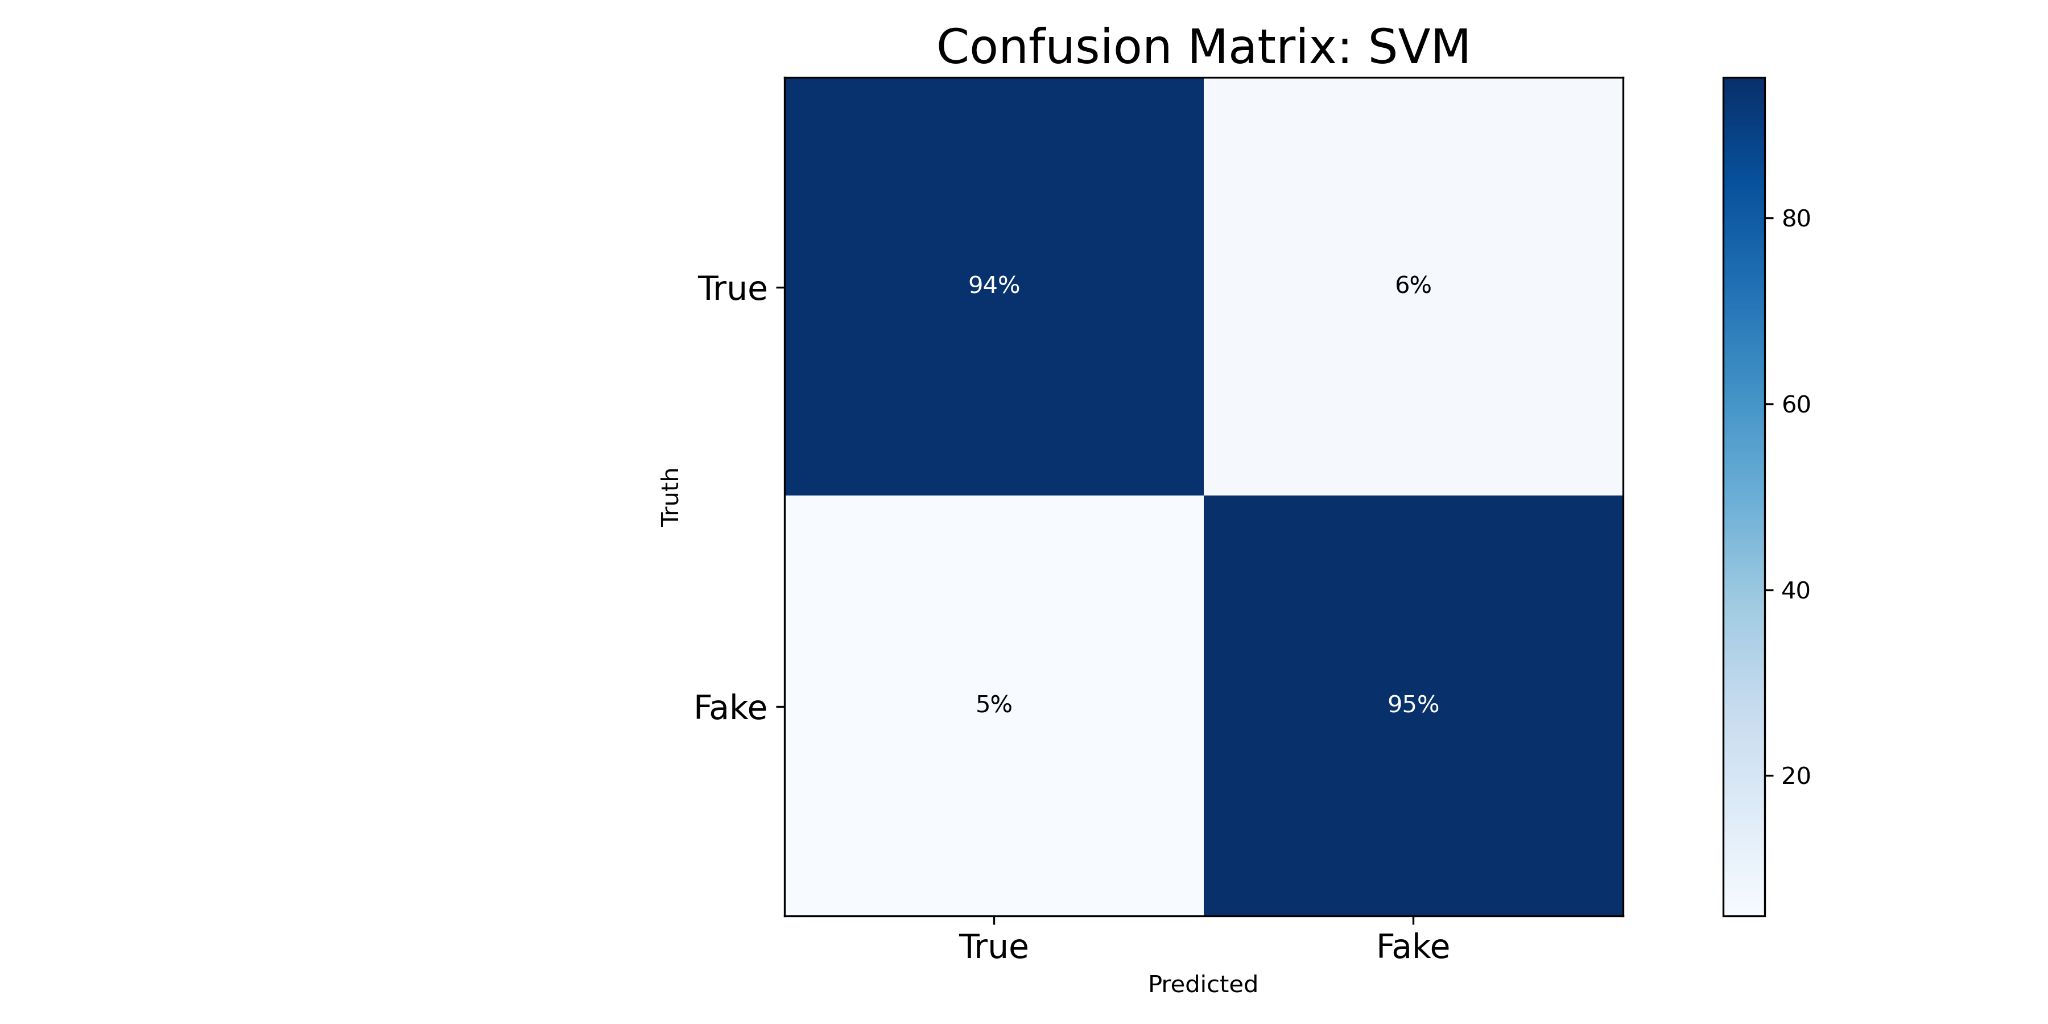 Confusion Matrix: SVM
True
94%
6%
Truth
Fake
5%
95%
True
Fake
Predicted
80
60
40
20